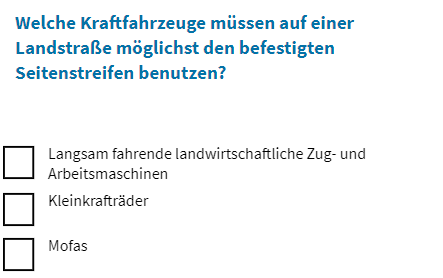 Welche Kraftfahrzeuge müssen auf einer
Landstraße möglichst den befestigten
Seitenstreifen benutzen?
Langsam fahrende landwirtschaftliche Zug- und
Arbeitsmaschinen
Kleinkrafträder
Mofas